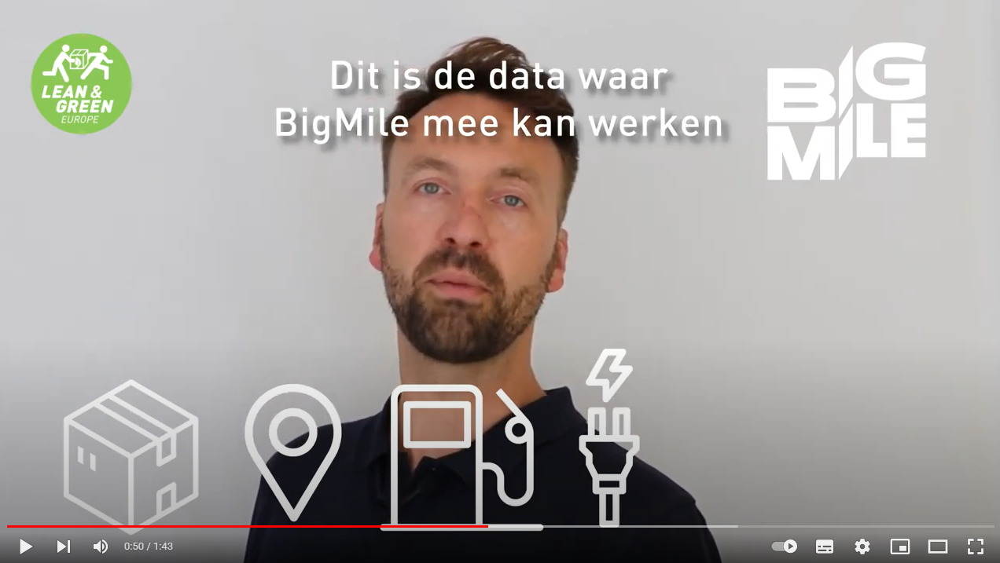 LEAN &
GREEN
EUROPE
Dit is de data waar
BigMile mee kan werken
BIG
MILE
0:50 / 1:43